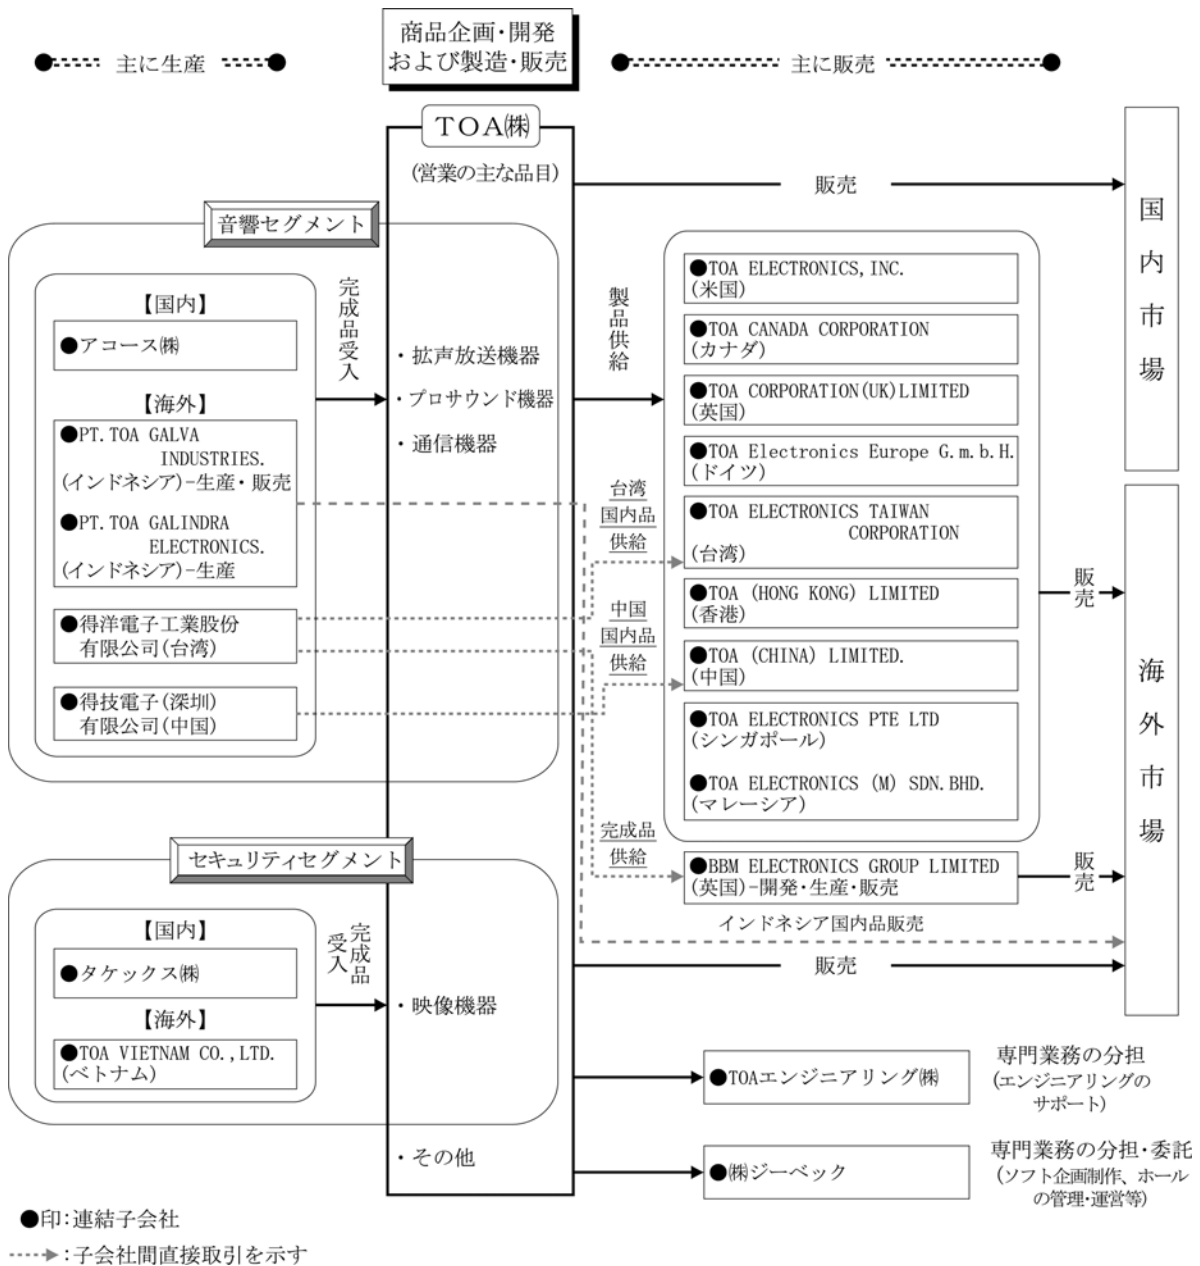 主に生産
商品企画・開発
および製造・販売
主に販売
TOA㈱
(営業の主な品目)
販売
国内市場
音響セグメント
【国内】
●アコース㈱
【海外】
●PT.TOA GALVA
INDUSTRIES.
(インドネシア)-生産・販売
●PT.TOA GALINDRA
ELECTRONICS.
(インドネシア)-生産
●得洋電子工業股份
有限公司(台湾)
●得技電子(深圳)
有限公司(中国)
完成品受入
・拡声放送機器
・プロサウンド機器
・通信機器
製品供給
●TOA ELECTRONICS,INC.
(米国)
●TOA CANADA CORPORATION
(カナダ)
●TOA CORPORATION(UK)LIMITED
(英国)
●TOA Electronics Europe G.m.b.H.
(ドイツ)
台湾
国内品
供給
●TOA ELECTRONICS TAIWAN
CORPORATION
(台湾)
●TOA (HONG KONG) LIMITED
(香港)
中国
国内品
供給
●TOA (CHINA) LIMITED.
(中国)
●TOA ELECTRONICS PTE LTD
(シンガポール)
●TOA ELECTRONICS (M) SDN.BHD.
(マレーシア)
販売
海外市場
完成品
供給
●BBM ELECTRONICS GROUP LIMITED
(英国)-開発・生産・販売
販売
インドネシア国内品販売
販売
セキュリティセグメント
【国内】
●タケックス㈱
【海外】
●TOA VIETNAM CO.,LTD.
(ベトナム)
完成品
受入
・映像機器
●TOAエンジニアリング㈱
専門業務の分担
(エンジニアリングの
サポート)
・その他
●㈱ジーベック
専門業務の分担・委託
(ソフト企画制作、ホール
の管理・運営等)
●印:連結子会社
:子会社間直接取引を示す